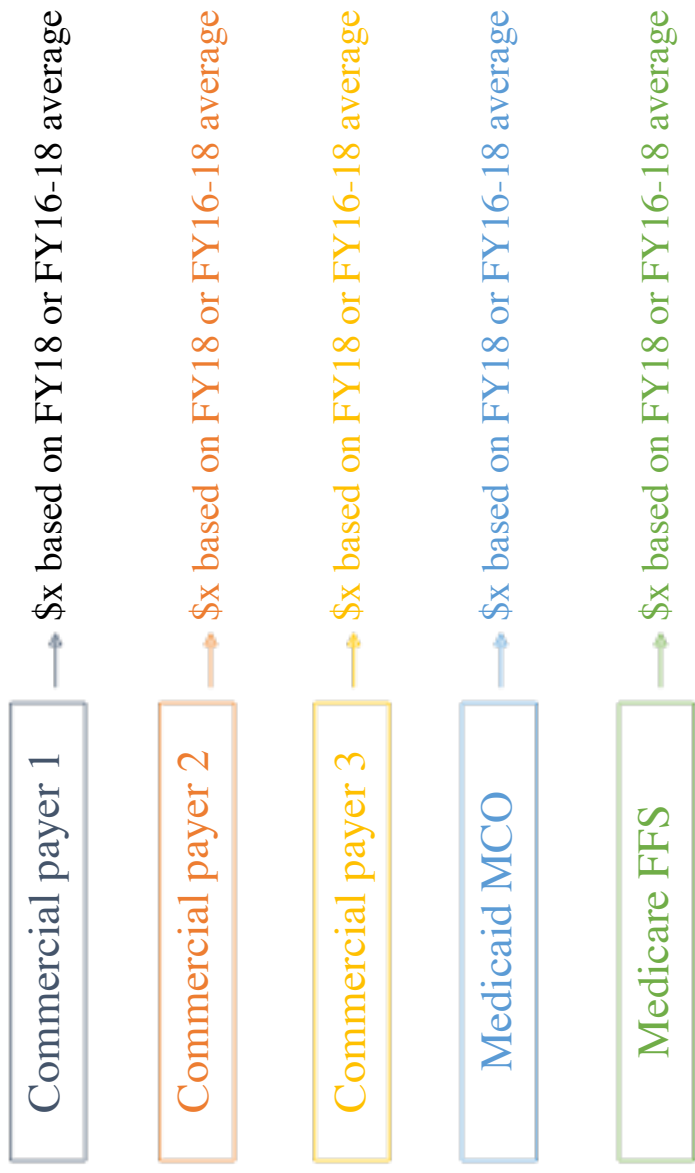 Commercial payer 1
$x based on FY18 or FY16-18 average
Commercial payer 2
$x based on FY18 or FY16-18 average
Commercial payer 3
$x based on FY18 or FY16-18 average
Medicaid MCO
$x based on FY18 or FY16-18 average
Medicare FFS
$x based on FY18 or FY16-18 average